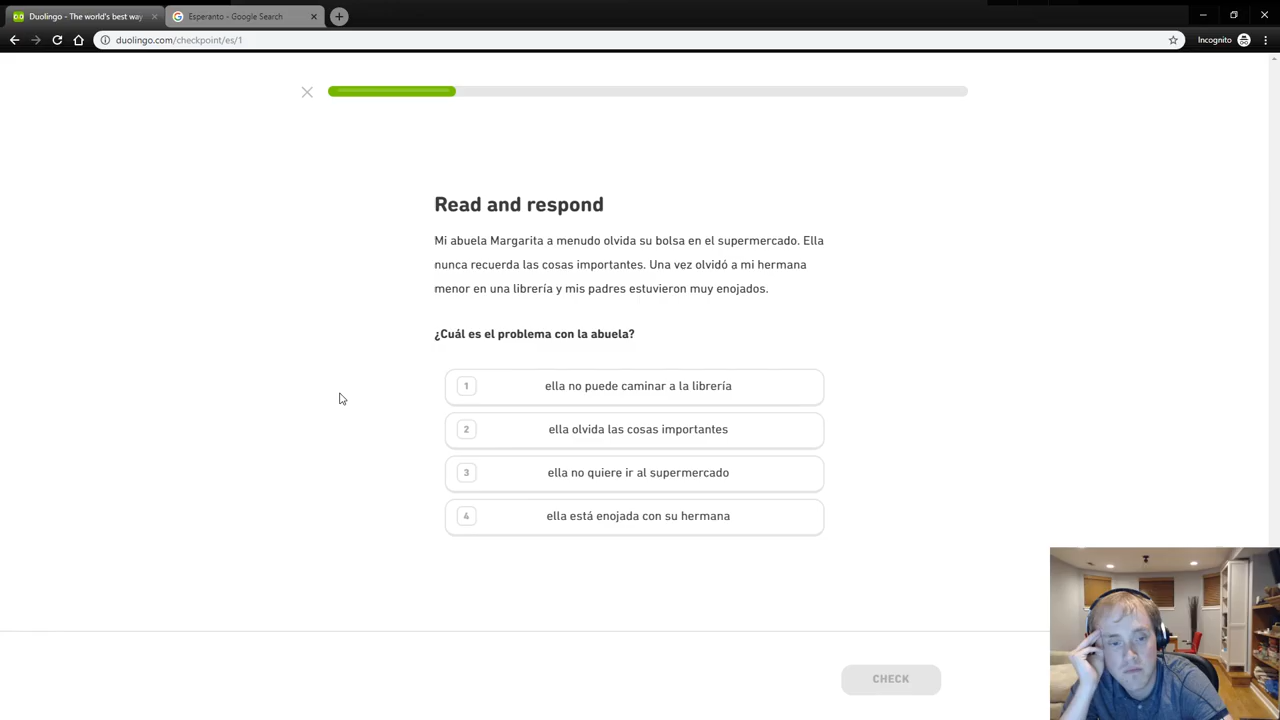 Duolingo - The world's best way
Esperanto - Google Search
duolingo.com/checkpoint/es/1
Incognito
Read and respond
Mi abuela Margarita a menudo olvida su bolsa en el supermercado. Ella
nunca recuerda las cosas importantes. Una vez olvidó a mi hermana
menor en una librería y mis padres estuvieron muy enojados.
¿Cuál es el problema con la abuela?
1 ella no puede caminar a la librería
2 ella olvida las cosas importantes
3 ella no quiere ir al supermercado
4 ella está enojada con su hermana
CHECK